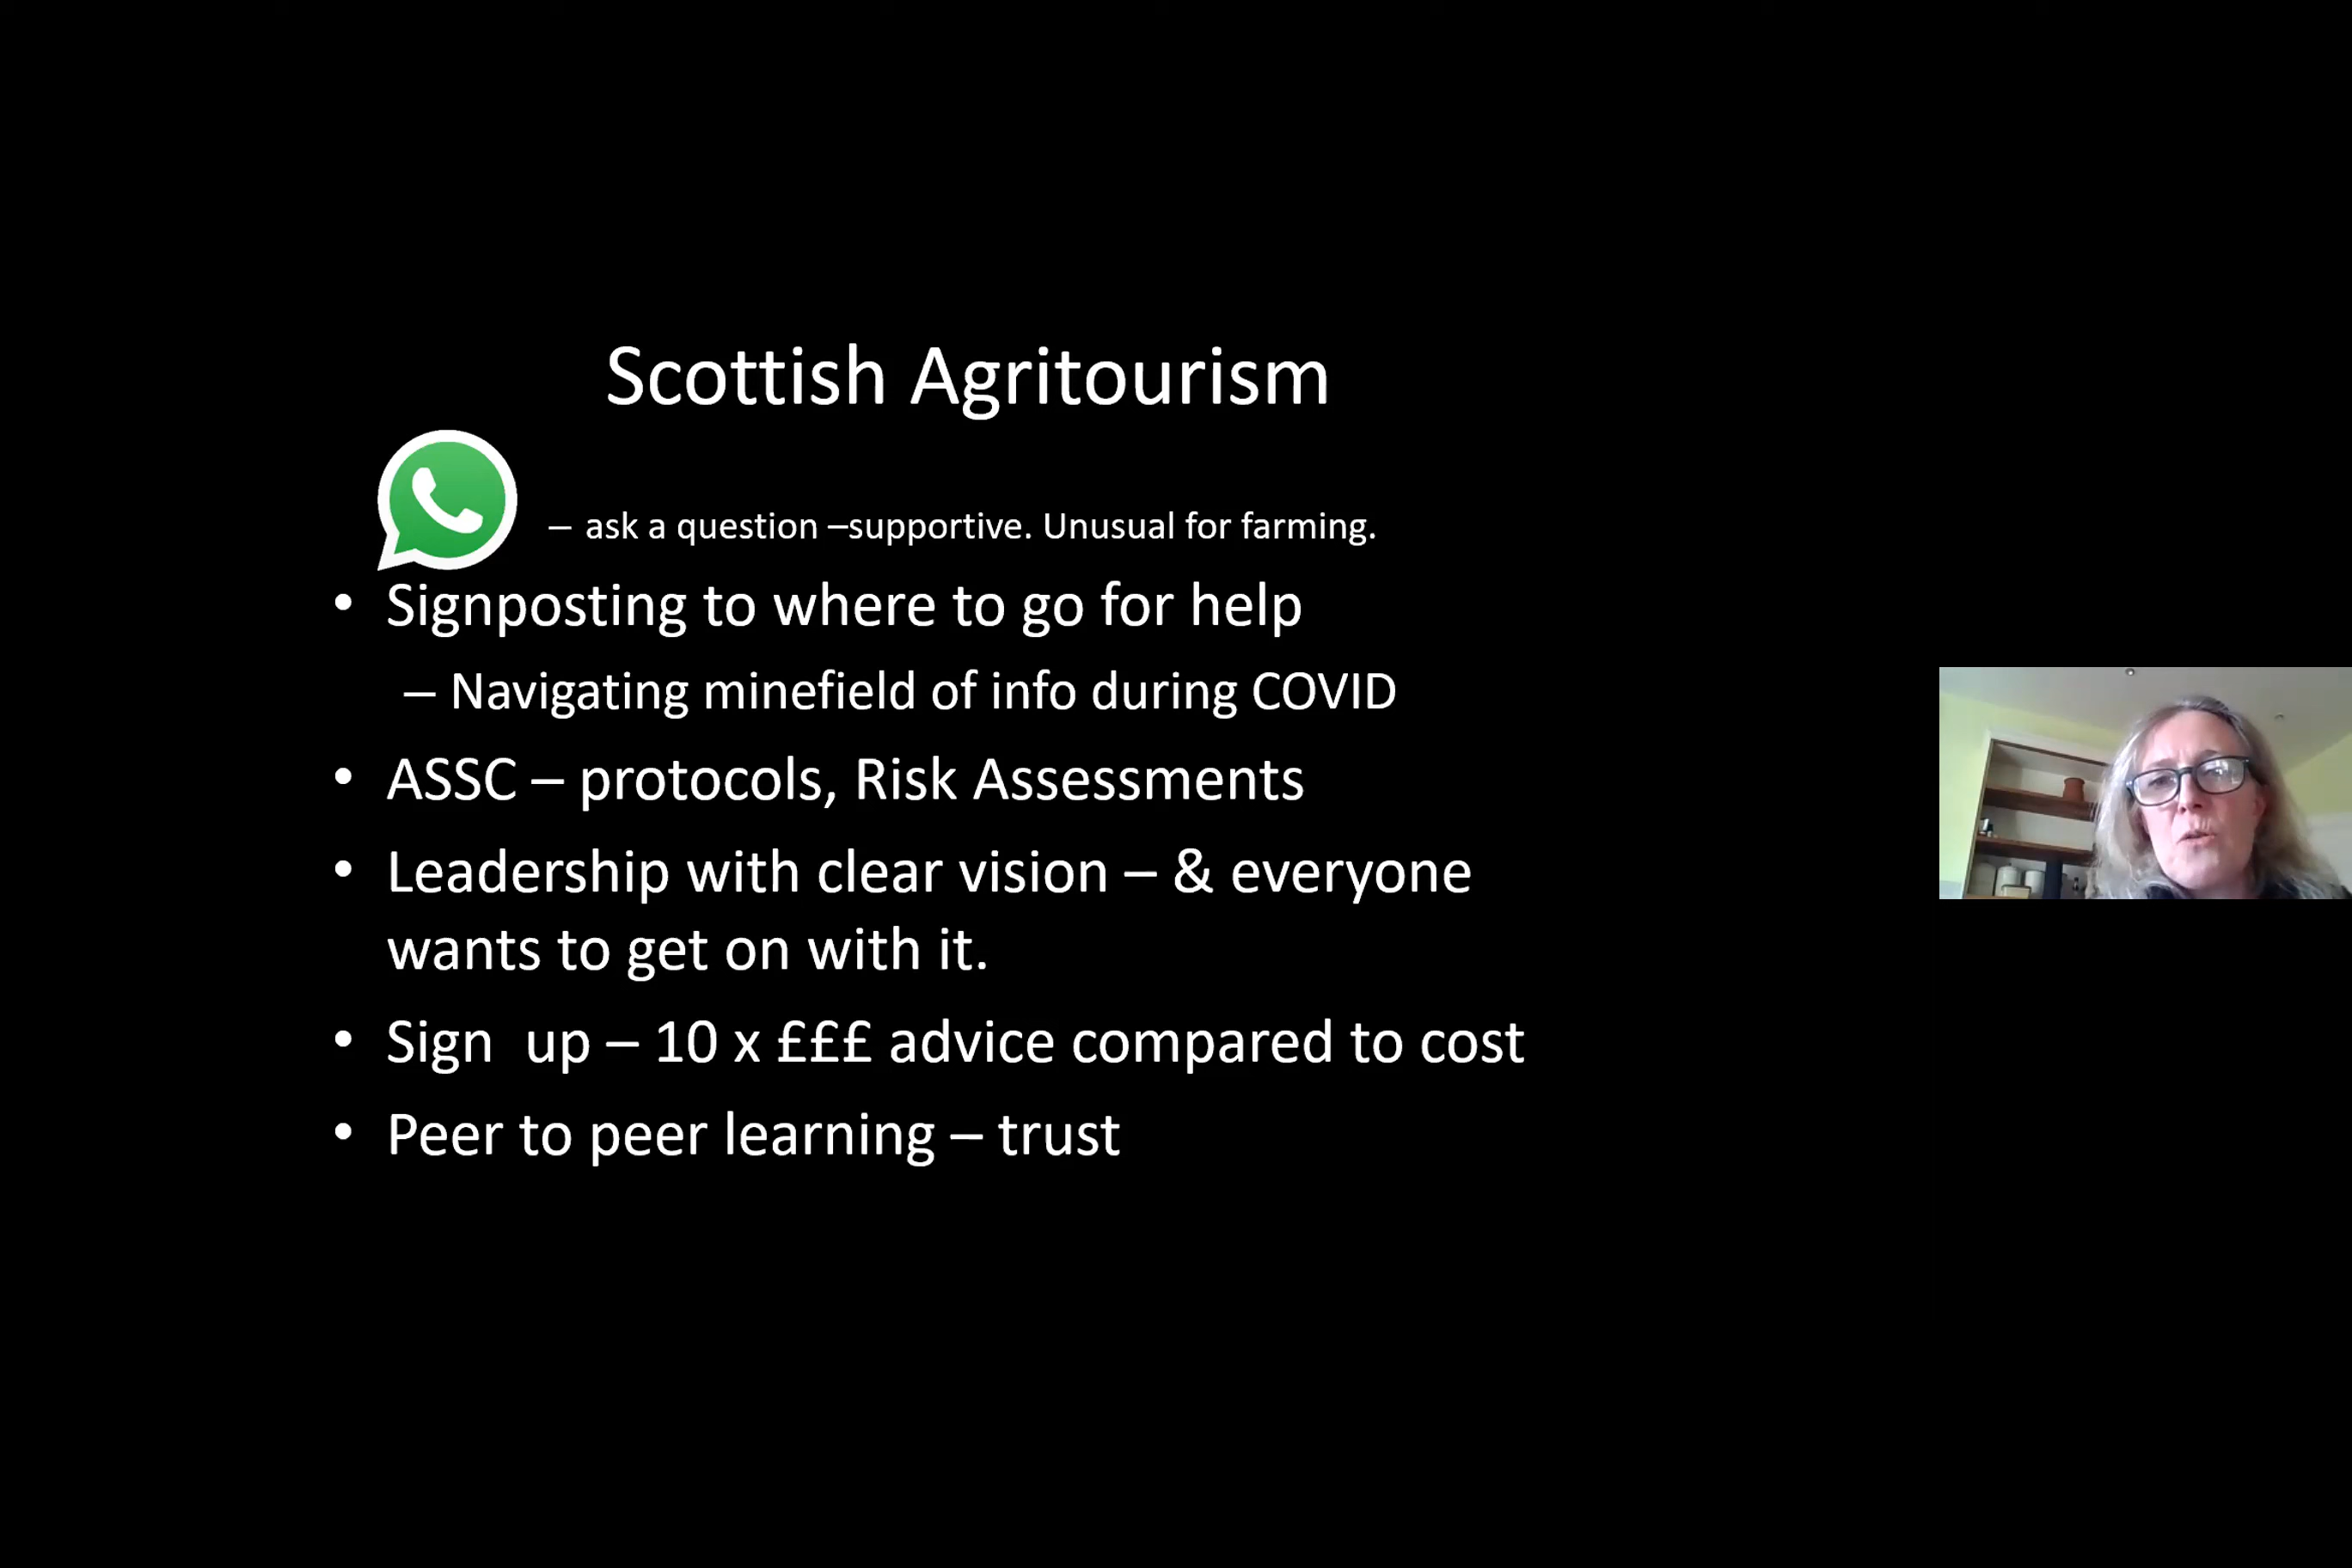 Scottish Agritourism
– ask a question –supportive. Unusual for farming.
• Signposting to where to go for help
– Navigating minefield of info during COVID
• ASSC – protocols, Risk Assessments
• Leadership with clear vision – & everyone
wants to get on with it.
• Sign  up – 10 x £££ advice compared to cost
• Peer to peer learning – trust